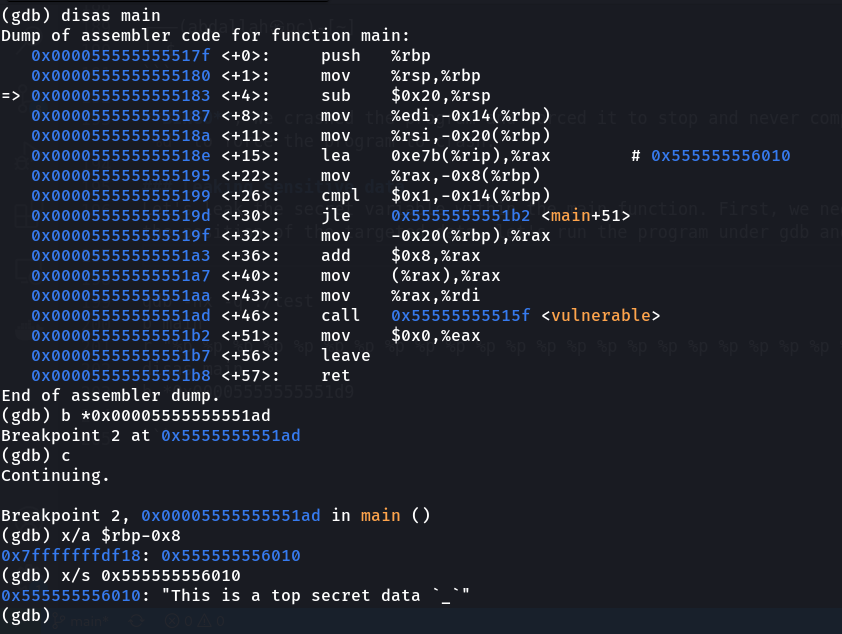 (gdb) disas main
Dump of assembler code for function main:
0x000055555555517f <+0>: push %rbp
0x0000555555555180 <+1>: mov %rsp,%rbp
=> 0x0000555555555183 <+4>: sub $0x20,%rsp
0x0000555555555187 <+8>: mov %edi,-0x14(%rbp)
0x000055555555518a <+11>: mov %rsi,-0x20(%rbp)
0x000055555555518e <+15>: lea 0xe7b(%rip),%rax # 0x555555556010
0x0000555555555195 <+22>: mov %rax,-0x8(%rbp)
0x0000555555555199 <+26>: cmpl $0x1,-0x14(%rbp)
0x000055555555519d <+30>: jle 0x5555555551b2 <main+51>
0x000055555555519f <+32>: mov -0x20(%rbp),%rax
0x00005555555551a3 <+36>: add $0x8,%rax
0x00005555555551a7 <+40>: mov (%rax),%rax
0x00005555555551aa <+43>: mov %rax,%rdi
0x00005555555551ad <+46>: call 0x55555555515f <vulnerable>
0x00005555555551b2 <+51>: mov $0x0,%eax
0x00005555555551b7 <+56>: leave
0x00005555555551b8 <+57>: ret
End of assembler dump.
(gdb) b *0x00005555555551ad
Breakpoint 2 at 0x5555555551ad
(gdb) c
Continuing.
Breakpoint 2, 0x00005555555551ad in main ()
(gdb) x/a $rbp-0x8
0x7fffffffdf18: 0x555555556010
(gdb) x/s 0x555555556010
0x555555556010: "This is a top secret data `_`"
(gdb)